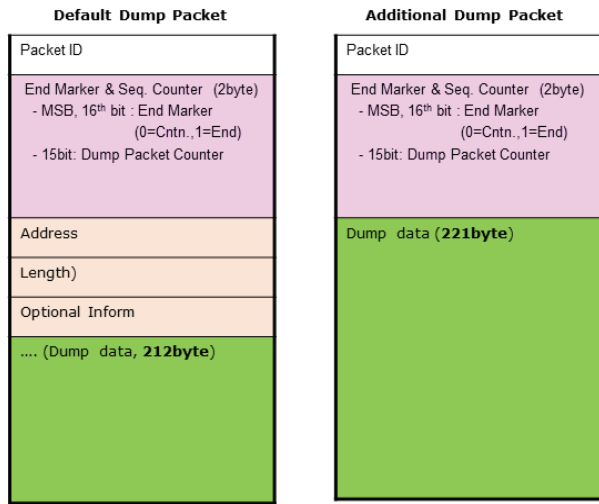 Default Dump Packet
Packet ID
End Marker & Seq. Counter (2byte)
- MSB, 16th bit : End Marker
(0=Cntn.,1=End)
- 15bit: Dump Packet Counter
Address
Length)
Optional Inform
.... (Dump data, 212byte)
Additional Dump Packet
Packet ID
End Marker & Seq. Counter (2byte)
- MSB, 16th bit : End Marker
(0=Cntn.,1=End)
- 15bit: Dump Packet Counter
Dump data (221byte)